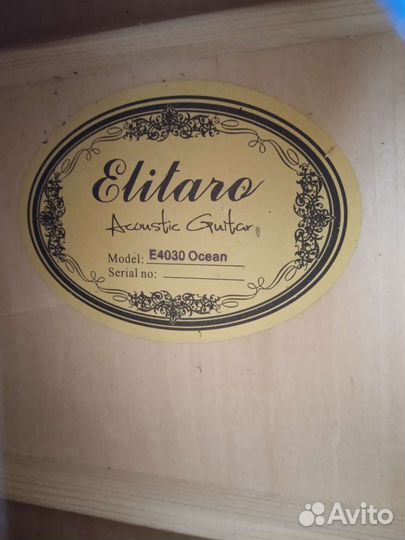 Elitaro
Acoustic Guitar
Model: E4030 Ocean
Serial no:
Avito